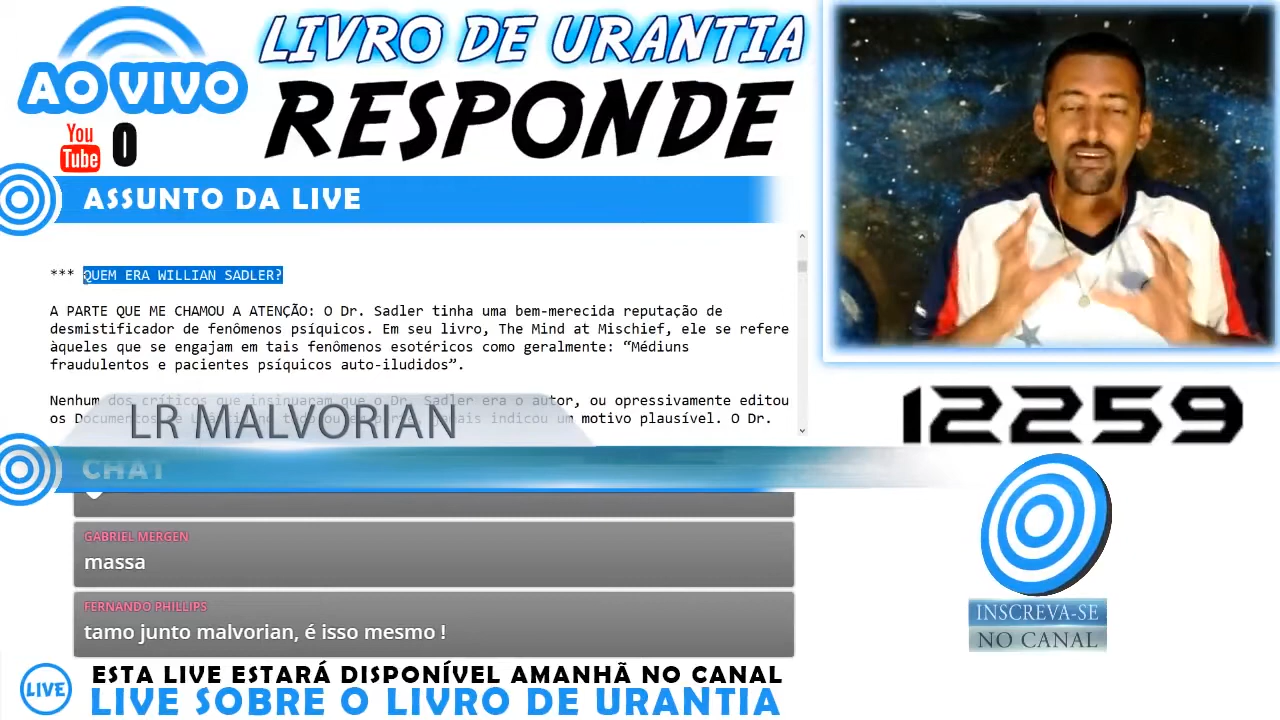 AO VIVO
You
Tube
0
LIVRO DE URANTIA
RESPONDE
ASSUNTO DA LIVE
*** QUEM ERA WILLIAN SADLER?
A PARTE QUE ME CHAMOU A ATENÇÃO: O Dr. Sadler tinha uma bem-merecida reputação de
desmistificador de fenômenos psíquicos. Em seu livro, The Mind at Mischief, ele se refere
àqueles que se engajam em tais fenômenos esotéricos como geralmente: “Médiuns
fraudulentos e pacientes psíquicos auto-iludidos”.
Nenhum dos críticos que insinuaram que o Dr. Sadler era o autor, ou opressivamente editou
os indicou um motivo plausível. O Dr.
LR MALVORIAN
CHAT
GABRIEL MERGEN
massa
FERNANDO PHILLIPS
tamo junto malvorian, é isso mesmo !
12259
INSCREVA-SE
NO CANAL
LIVE
ESTA LIVE ESTARÁ DISPONÍVEL AMANHÃ NO CANAL
LIVE SOBRE O LIVRO DE URANTIA